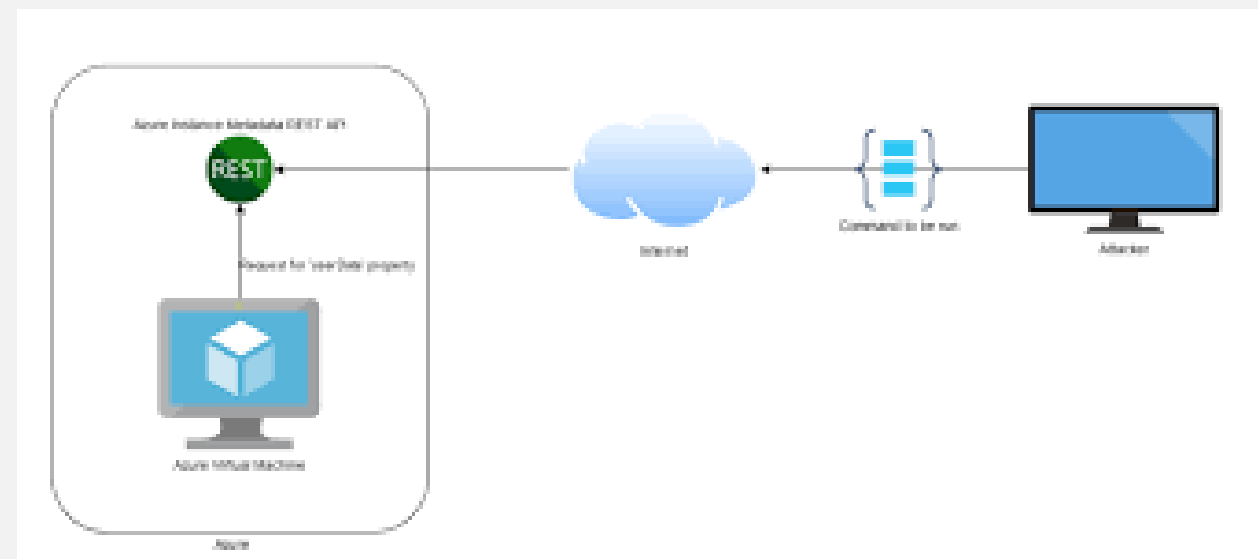 Azure Instance Metadata REST API
REST
Request for 'userData' property
Azure Virtual Machine
Azure
Internet
Command to be run
Attacker